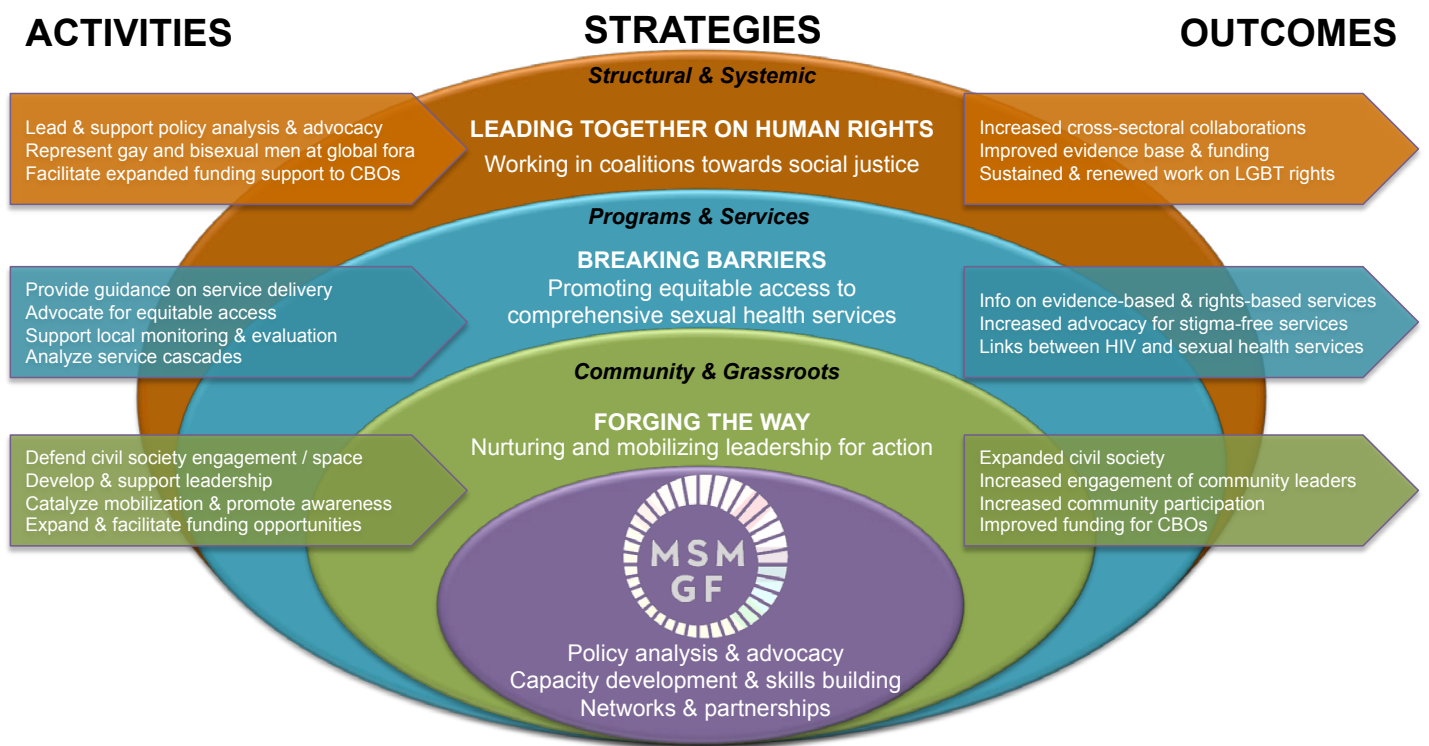 ACTIVITIES
STRATEGIES
OUTCOMES
Structural & Systemic
Lead & support policy analysis & advocacy
Represent gay and bisexual men at global fora
Facilitate expanded funding support to CBOs
LEADING TOGETHER ON HUMAN RIGHTS
Working in coalitions towards social justice
Increased cross-sectoral collaborations
Improved evidence base & funding
Sustained & renewed work on LGBT rights
Programs & Services
Provide guidance on service delivery
Advocate for equitable access
Support local monitoring & evaluation
Analyze service cascades
BREAKING BARRIERS
Promoting equitable access to
comprehensive sexual health services
Info on evidence-based & rights-based services
Increased advocacy for stigma-free services
Links between HIV and sexual health services
Community & Grassroots
Defend civil society engagement / space
Develop & support leadership
Catalyze mobilization & promote awareness
Expand & facilitate funding opportunities
FORGING THE WAY
Nurturing and mobilizing leadership for action
Expanded civil society
Increased engagement of community leaders
Increased community participation
Improved funding for CBOs
MSM
GF
Policy analysis & advocacy
Capacity development & skills building
Networks & partnerships